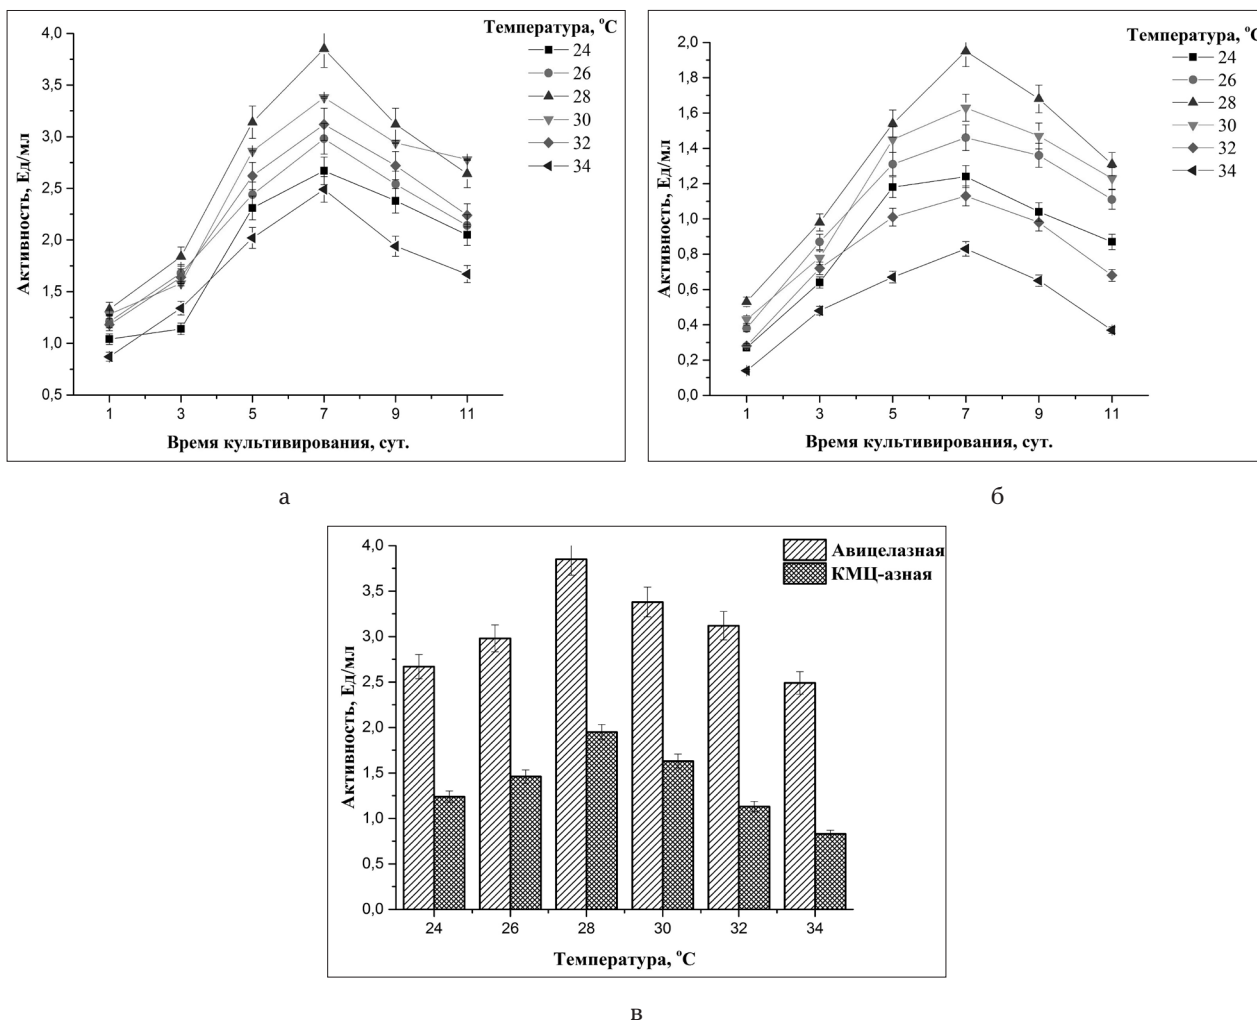 Температура, °C
24
26
28
30
32
34
4,0
3,5
3,0
2,5
2,0
1,5
1,0
0,5
Активность, Ед/мл
1 3 5 7 9 11
Время культивирования, сут.
а
Температура, °C
24
26
28
30
32
34
2,0
1,8
1,6
1,4
1,2
1,0
0,8
0,6
0,4
0,2
0,0
Активность, Ед/мл
1 3 5 7 9 11
Время культивирования, сут.
б
Авицелазная
КМЦ-азная
4,0
3,5
3,0
2,5
2,0
1,5
1,0
0,5
0,0
Активность, Ед/мл
24 26 28 30 32 34
Температура, °C
в